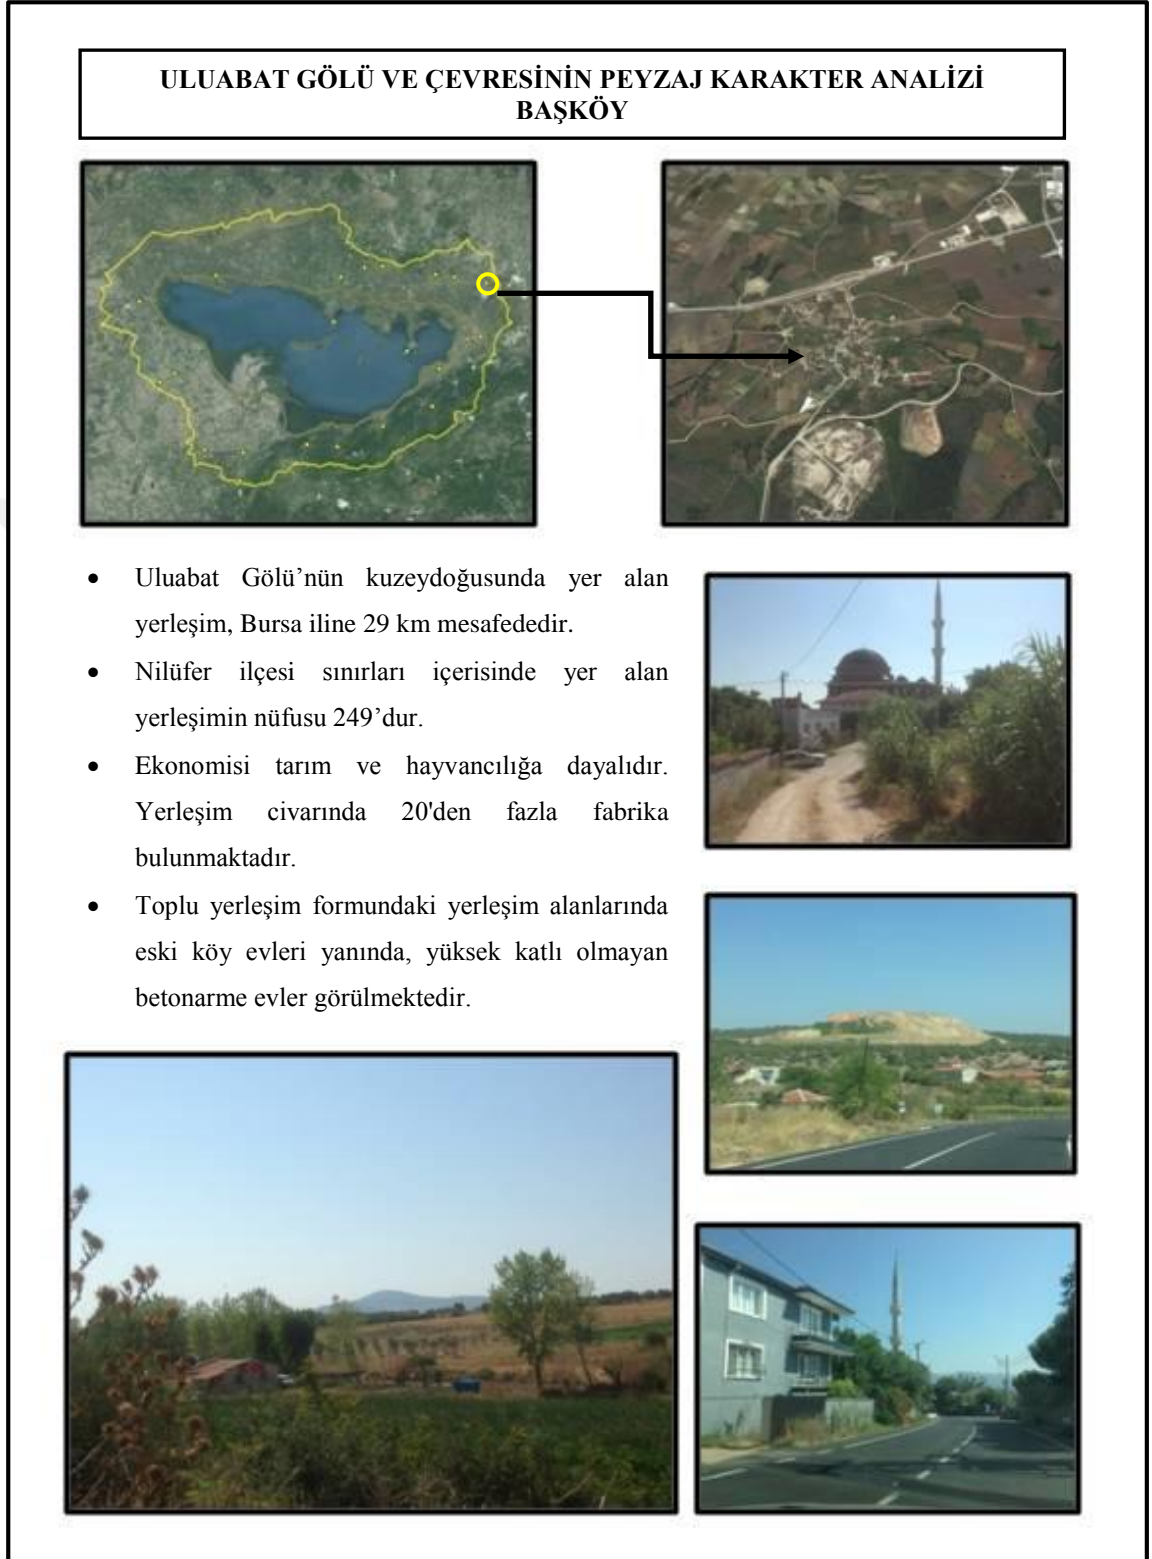 ULUABAT GÖLÜ VE ÇEVRESİNİN PEYZAJ KARAKTER ANALİZİ
BAŞKÖY
• Uluabat Gölü’nün kuzeydoğusunda yer alan
yerleşim, Bursa iline 29 km mesafededir.
• Nilüfer ilçesi sınırları içerisinde yer alan
yerleşimin nüfusu 249’dur.
• Ekonomisi tarım ve hayvancılığa dayalıdır.
Yerleşim civarında 20'den fazla fabrika
bulunmaktadır.
• Toplu yerleşim formundaki yerleşim alanlarında
eski köy evleri yanında, yüksek katlı olmayan
betonarme evler görülmektedir.